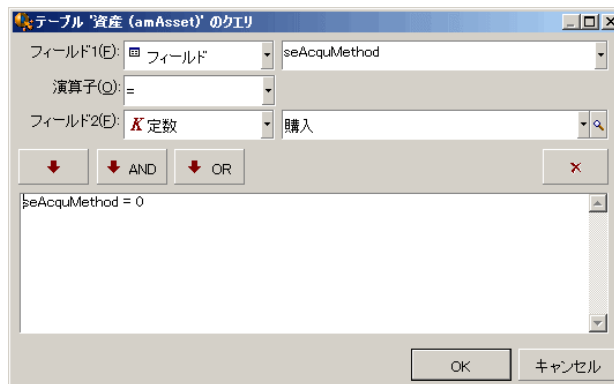 テーブル '資産 (amAsset)' のクエリ
フィールド1(F): フィールド seAcquMethod
演算子(O): =
フィールド2(F): K 定数 購入
AND OR
seAcquMethod = 0
OK キャンセル